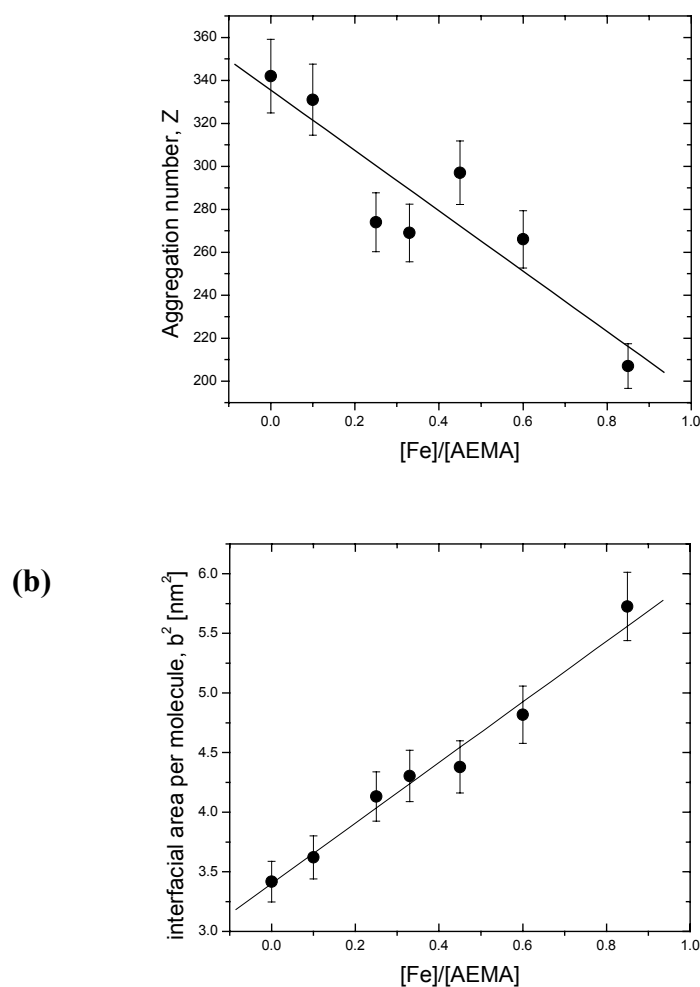 360
340
320
300
280
260
240
220
200
Aggregation number, Z
0.0 0.2 0.4 0.6 0.8 1.0
[Fe]/[AEMA]
(b)
6.0
5.5
5.0
4.5
4.0
3.5
3.0
interfacial area per molecule, b² [nm²]
0.0 0.2 0.4 0.6 0.8 1.0
[Fe]/[AEMA]